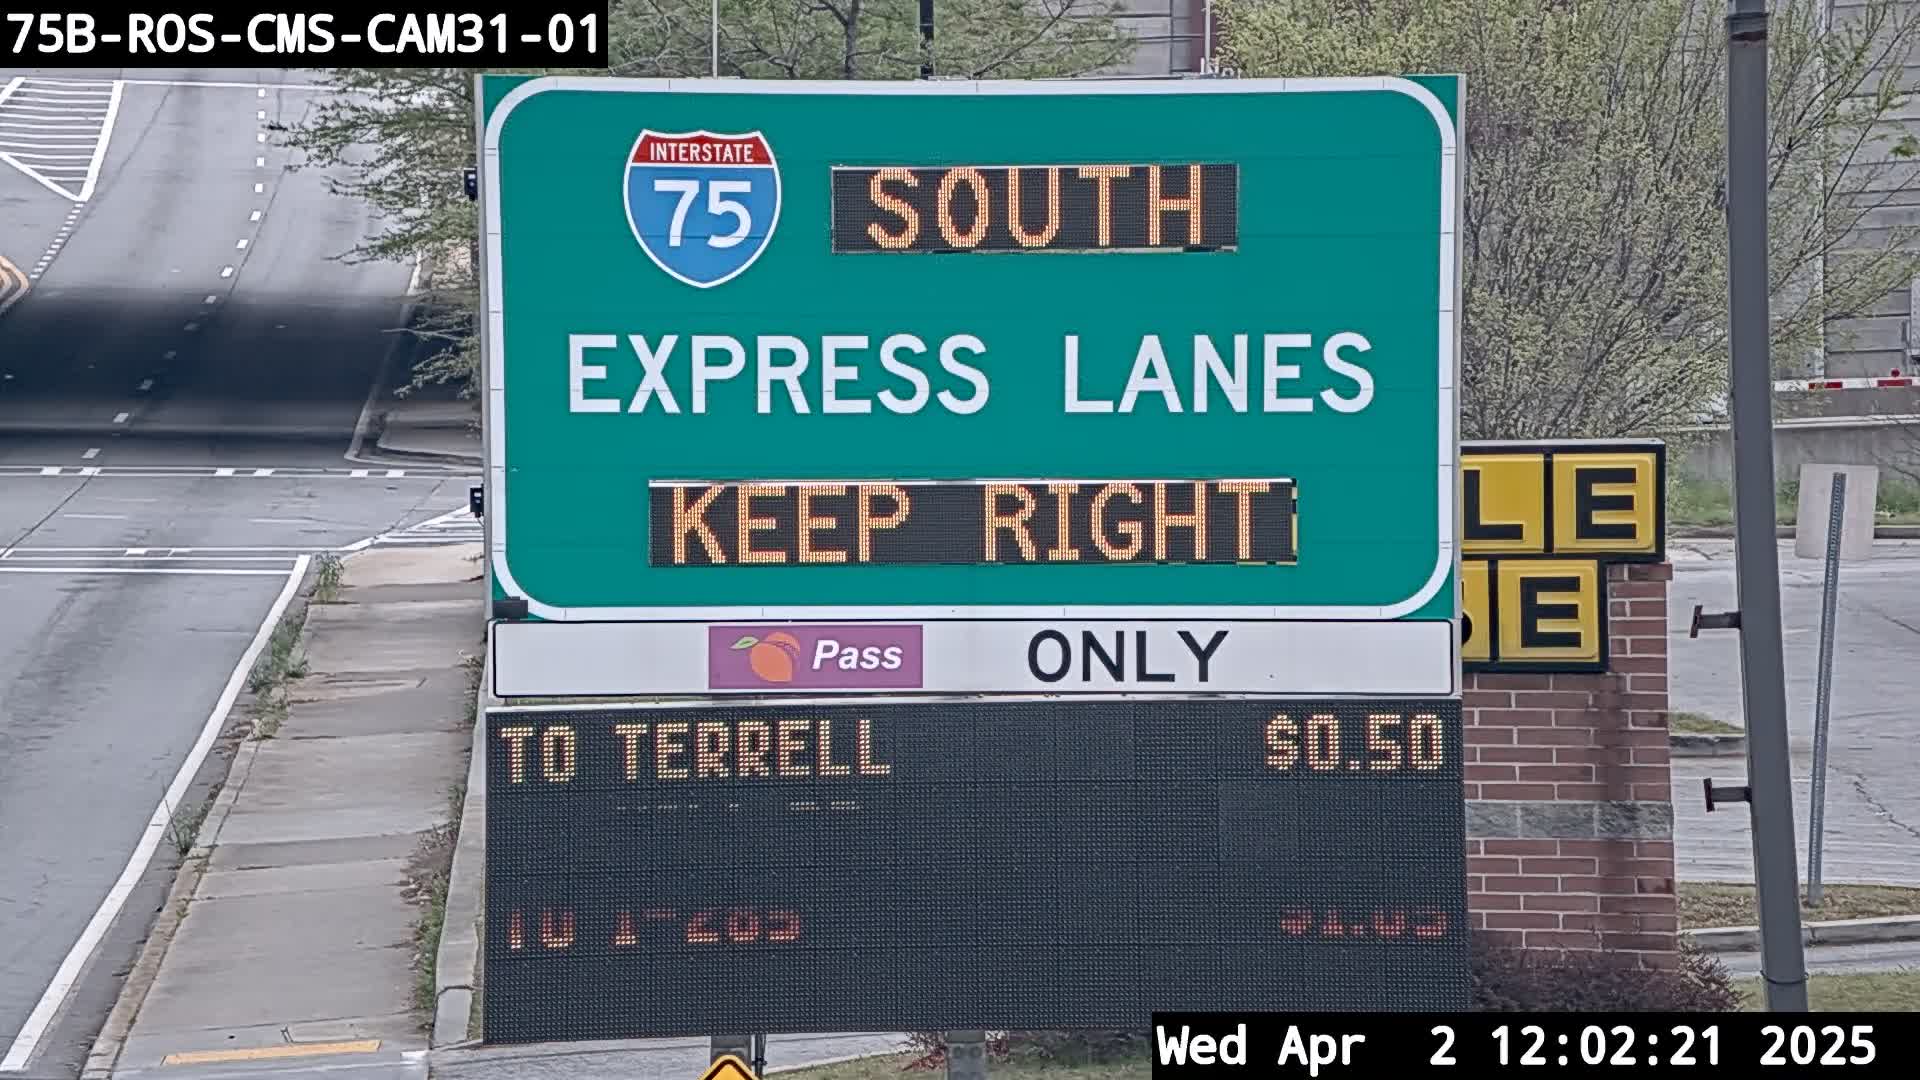 75B-ROS-CMS-CAM31-01
INTERSTATE
75
SOUTH
EXPRESS LANES
KEEP RIGHT
LE
E
Pass ONLY
TO TERRELL $0.50
Wed Apr 2 12:02:21 2025